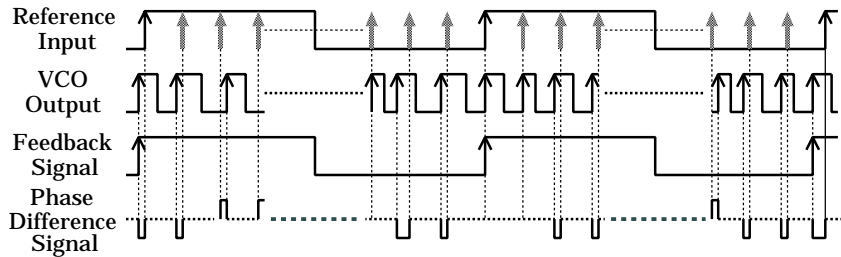 Reference
Input
VCO
Output
Feedback
Signal
Phase
Difference
Signal